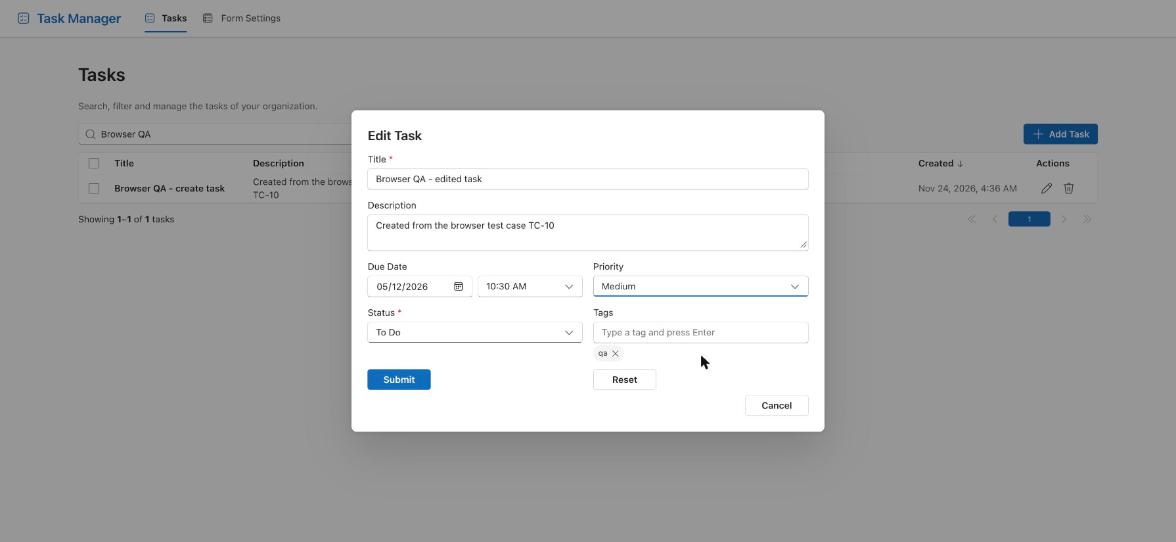 Task Manager Tasks Form Settings
Tasks
Search, filter and manage the tasks of your organization.
Browser QA
+ Add Task
Title Description Created ↓ Actions
Browser QA - create task Created from the brows Nov 24, 2026, 4:36 AM
TC-10
Showing 1–1 of 1 tasks
1
Edit Task
Title *
Browser QA - edited task
Description
Created from the browser test case TC-10
Due Date Priority
05/12/2026 10:30 AM Medium
Status * Tags
To Do Type a tag and press Enter
qa
Submit Reset
Cancel